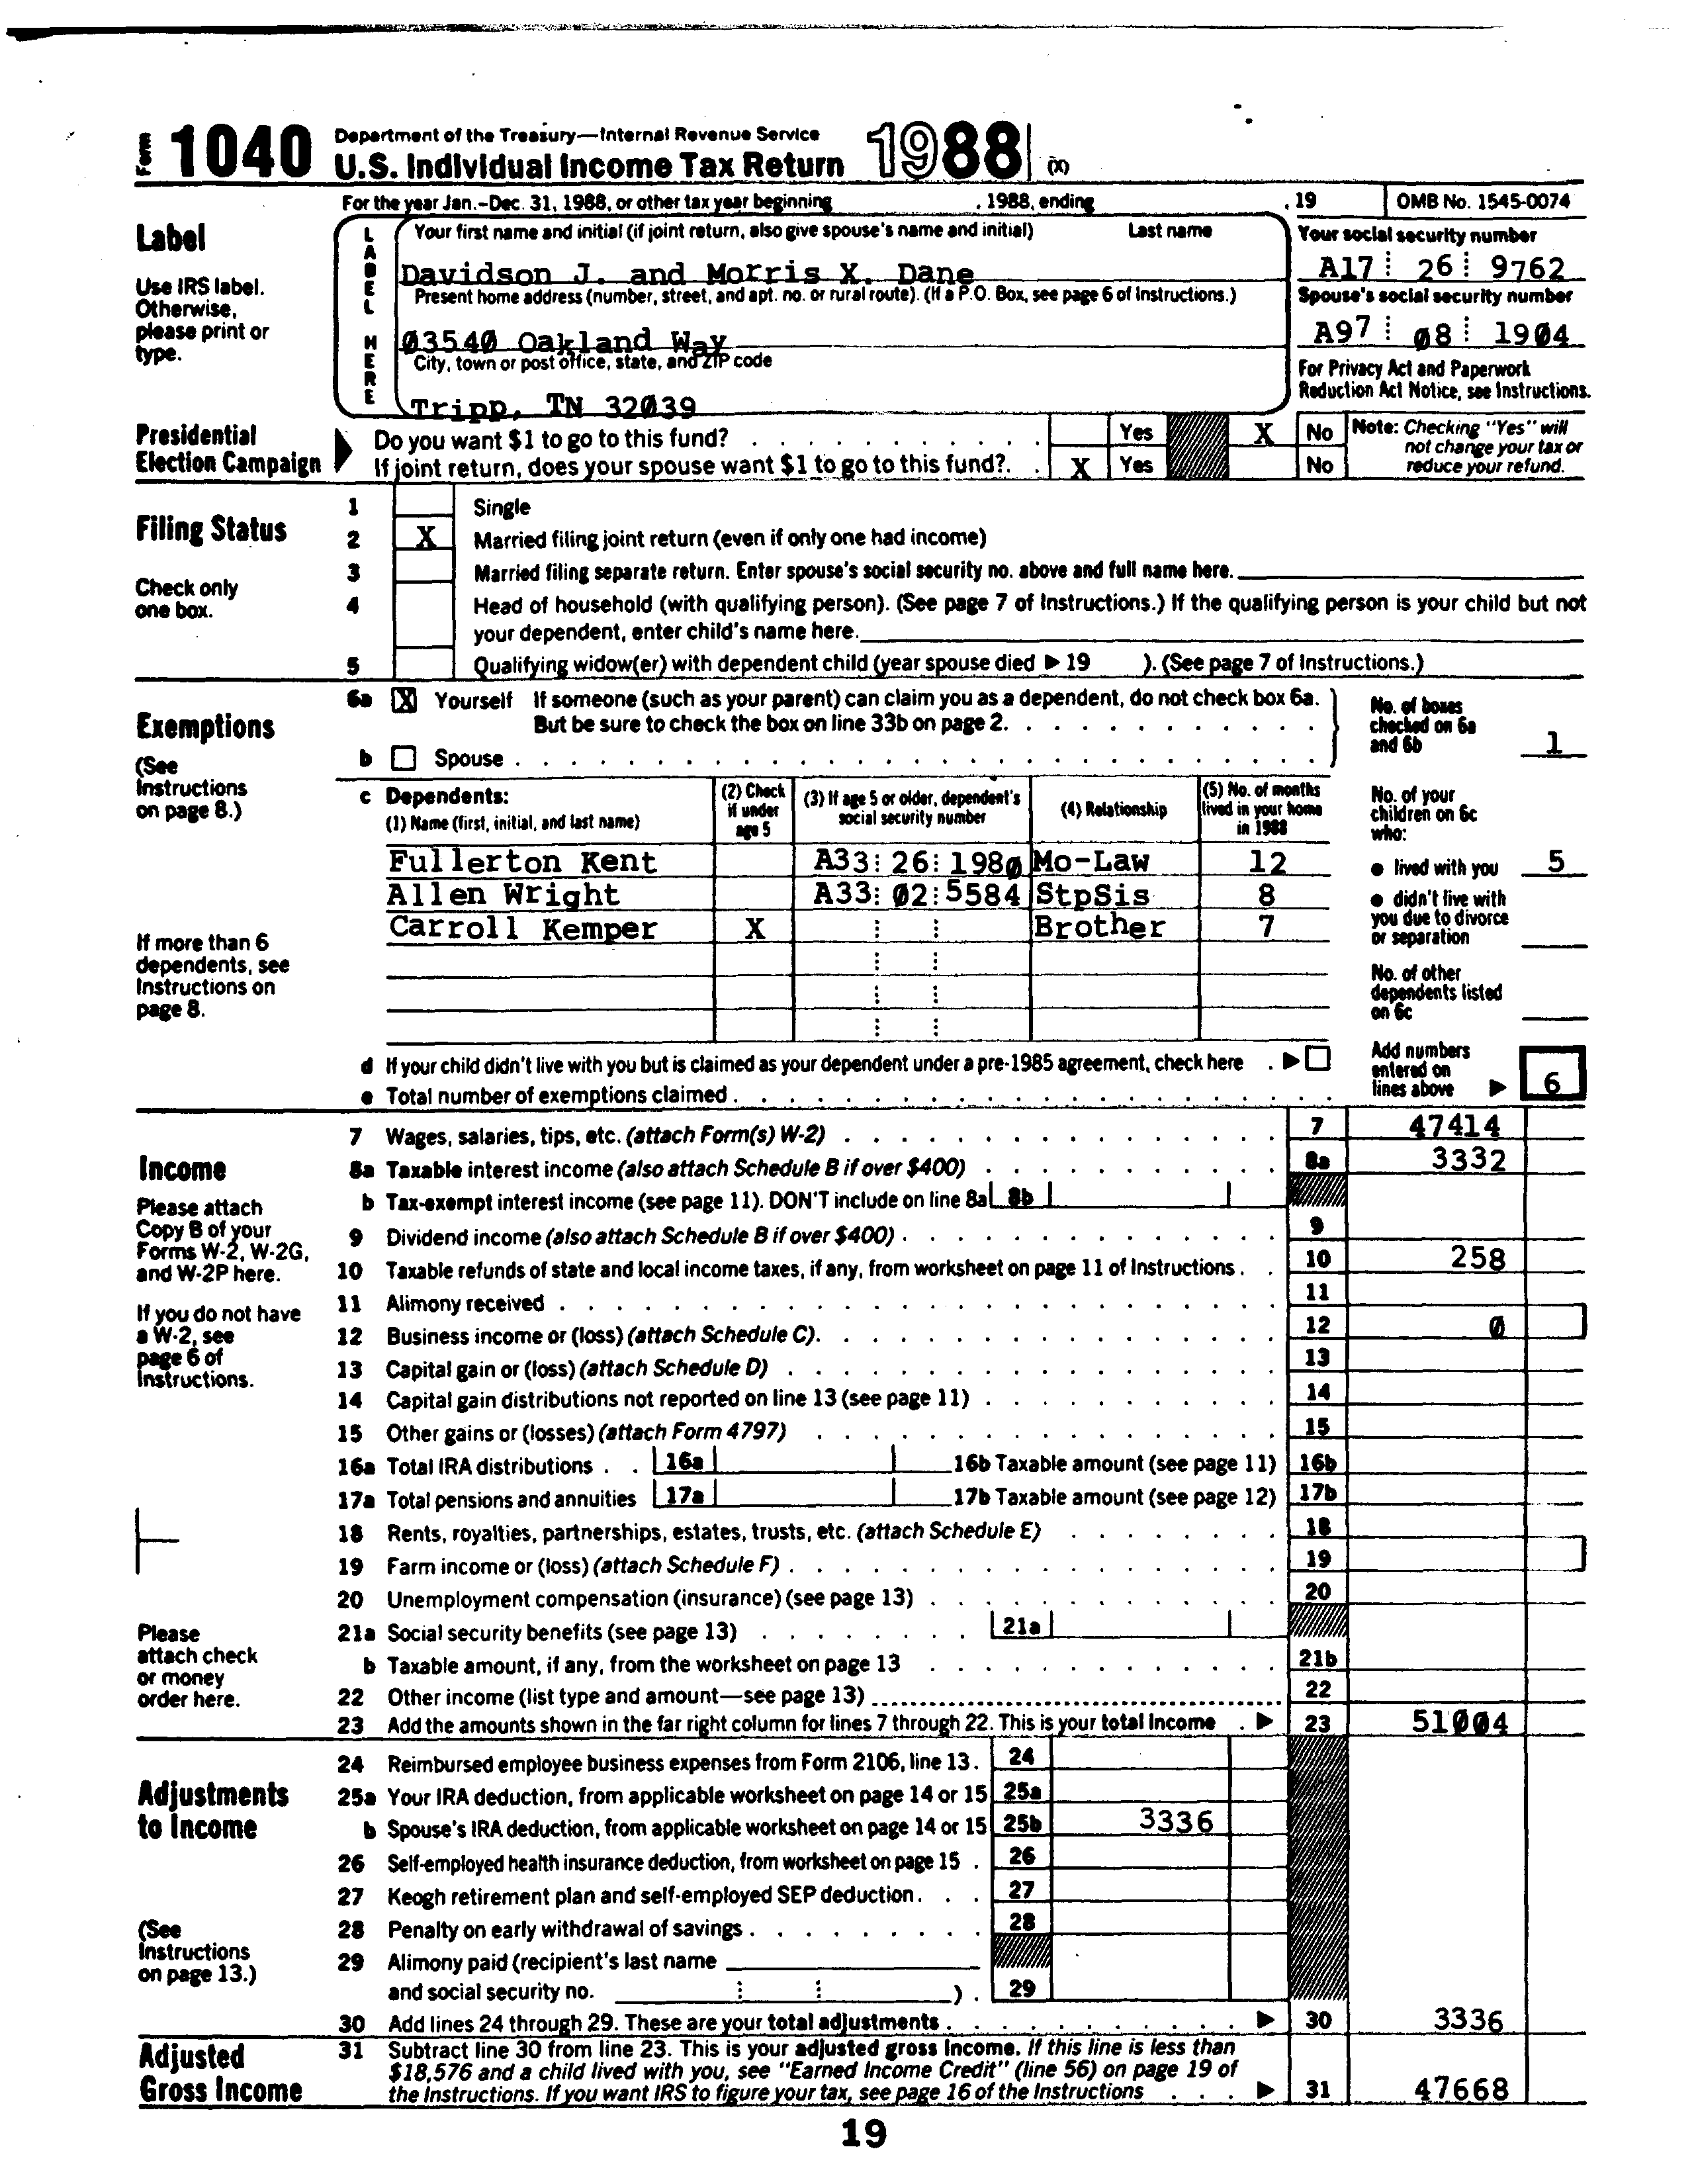 Form 1040 Department of the Treasury—Internal Revenue Service
U.S. Individual Income Tax Return 1988 (X)
For the year Jan.–Dec. 31, 1988, or other tax year beginning , 1988, ending , 19 OMB No. 1545-0074
Label
Use IRS label.
Otherwise,
please print or
type.
LABEL HERE
Your first name and initial (if joint return, also give spouse's name and initial) Last name
Davidson J. and Morris X. Dane
Present home address (number, street, and apt. no. or rural route). (If a P.O. Box, see page 6 of Instructions.)
03540 Oakland Way
City, town or post office, state, and ZIP code
Tripp, TN 32039
Your social security number
A17 26 9762
Spouse's social security number
A97 08 1904
For Privacy Act and Paperwork
Reduction Act Notice, see Instructions.
Presidential
Election Campaign
Do you want $1 to go to this fund? Yes X No
If joint return, does your spouse want $1 to go to this fund? X Yes No
Note: Checking "Yes" will
not change your tax or
reduce your refund.
Filing Status
Check only
one box.
1 Single
2 X Married filing joint return (even if only one had income)
3 Married filing separate return. Enter spouse's social security no. above and full name here.
4 Head of household (with qualifying person). (See page 7 of Instructions.) If the qualifying person is your child but not
your dependent, enter child's name here.
5 Qualifying widow(er) with dependent child (year spouse died ▶ 19 ). (See page 7 of Instructions.)
Exemptions
(See
Instructions
on page 8.)
If more than 6
dependents, see
Instructions on
page 8.
6a X Yourself If someone (such as your parent) can claim you as a dependent, do not check box 6a.
But be sure to check the box on line 33b on page 2.
b Spouse
No. of boxes
checked on 6a
and 6b 1
c Dependents:
(1) Name (first, initial, and last name)
(2) Check
if under
age 5
(3) If age 5 or older, dependent's
social security number
(4) Relationship
(5) No. of months
lived in your home
in 1988
Fullerton Kent A33 26 1980 Mo-Law 12
Allen Wright A33 02 5584 StpSis 8
Carroll Kemper X Brother 7
No. of your
children on 6c
who:
● lived with you 5
● didn't live with
you due to divorce
or separation
No. of other
dependents listed
on 6c
d If your child didn't live with you but is claimed as your dependent under a pre-1985 agreement, check here ▶
e Total number of exemptions claimed
Add numbers
entered on
lines above ▶ 6
Income
Please attach
Copy B of your
Forms W-2, W-2G,
and W-2P here.
If you do not have
a W-2, see
page 6 of
Instructions.
Please
attach check
or money
order here.
7 Wages, salaries, tips, etc. (attach Form(s) W-2) 7 47414
8a Taxable interest income (also attach Schedule B if over $400) 8a 3332
b Tax-exempt interest income (see page 11). DON'T include on line 8a 8b
9 Dividend income (also attach Schedule B if over $400) 9
10 Taxable refunds of state and local income taxes, if any, from worksheet on page 11 of Instructions 10 258
11 Alimony received 11
12 Business income or (loss) (attach Schedule C) 12 0
13 Capital gain or (loss) (attach Schedule D) 13
14 Capital gain distributions not reported on line 13 (see page 11) 14
15 Other gains or (losses) (attach Form 4797) 15
16a Total IRA distributions 16a 16b Taxable amount (see page 11) 16b
17a Total pensions and annuities 17a 17b Taxable amount (see page 12) 17b
18 Rents, royalties, partnerships, estates, trusts, etc. (attach Schedule E) 18
19 Farm income or (loss) (attach Schedule F) 19
20 Unemployment compensation (insurance) (see page 13) 20
21a Social security benefits (see page 13) 21a
b Taxable amount, if any, from the worksheet on page 13 21b
22 Other income (list type and amount—see page 13) 22
23 Add the amounts shown in the far right column for lines 7 through 22. This is your total income ▶ 23 51004
Adjustments
to Income
(See
Instructions
on page 13.)
24 Reimbursed employee business expenses from Form 2106, line 13. 24
25a Your IRA deduction, from applicable worksheet on page 14 or 15 25a
b Spouse's IRA deduction, from applicable worksheet on page 14 or 15 25b 3336
26 Self-employed health insurance deduction, from worksheet on page 15 26
27 Keogh retirement plan and self-employed SEP deduction 27
28 Penalty on early withdrawal of savings 28
29 Alimony paid (recipient's last name
and social security no. ) 29
30 Add lines 24 through 29. These are your total adjustments ▶ 30 3336
Adjusted
Gross Income
31 Subtract line 30 from line 23. This is your adjusted gross income. If this line is less than
$18,576 and a child lived with you, see "Earned Income Credit" (line 56) on page 19 of
the Instructions. If you want IRS to figure your tax, see page 16 of the Instructions ▶ 31 47668
19